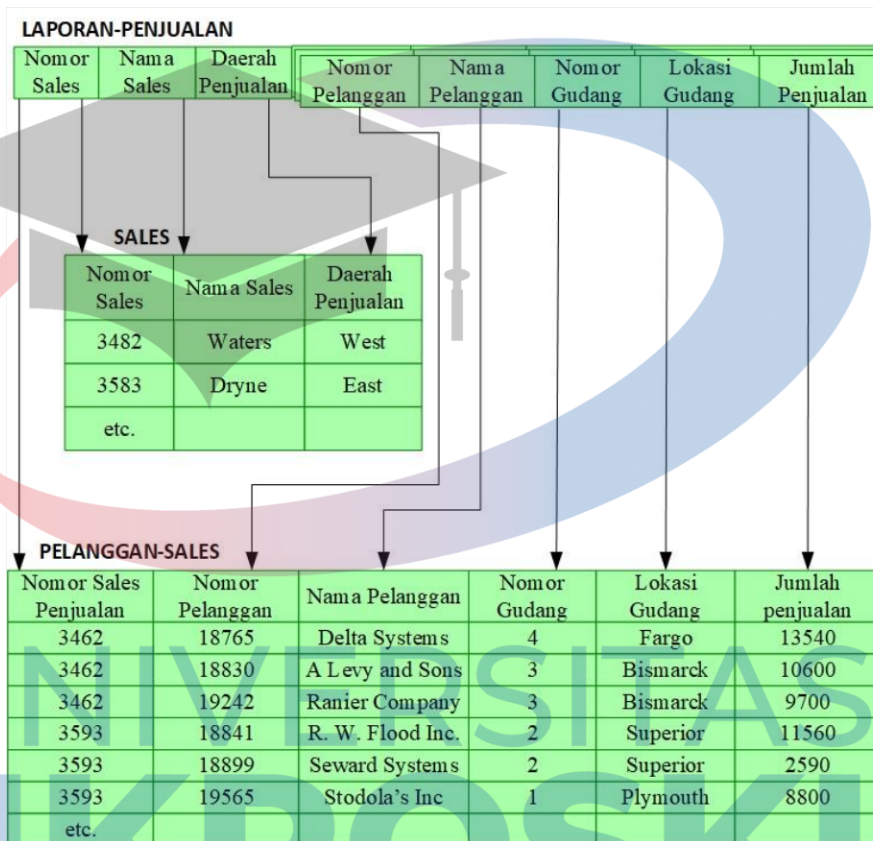 LAPORAN-PENJUALAN
Nomor Sales
Nama Sales
Daerah Penjualan
Nomor Pelanggan
Nama Pelanggan
Nomor Gudang
Lokasi Gudang
Jumlah Penjualan
SALES
Nomor Sales
Nama Sales
Daerah Penjualan
3482 Waters West
3583 Dryne East
etc.
PELANGGAN-SALES
Nomor Sales Penjualan
Nomor Pelanggan
Nama Pelanggan
Nomor Gudang
Lokasi Gudang
Jumlah penjualan
3462 18765 Delta Systems 4 Fargo 13540
3462 18830 A Levy and Sons 3 Bismarck 10600
3462 19242 Ranier Company 3 Bismarck 9700
3593 18841 R. W. Flood Inc. 2 Superior 11560
3593 18899 Seward Systems 2 Superior 2590
3593 19565 Stodola's Inc 1 Plymouth 8800
etc.